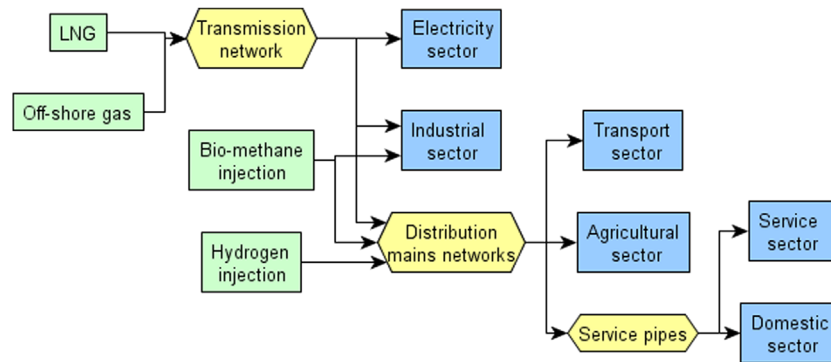 LNG
Transmission
network
Electricity
sector
Off-shore gas
Industrial
sector
Transport
sector
Bio-methane
injection
Distribution
mains networks
Agricultural
sector
Service
sector
Hydrogen
injection
Service pipes
Domestic
sector